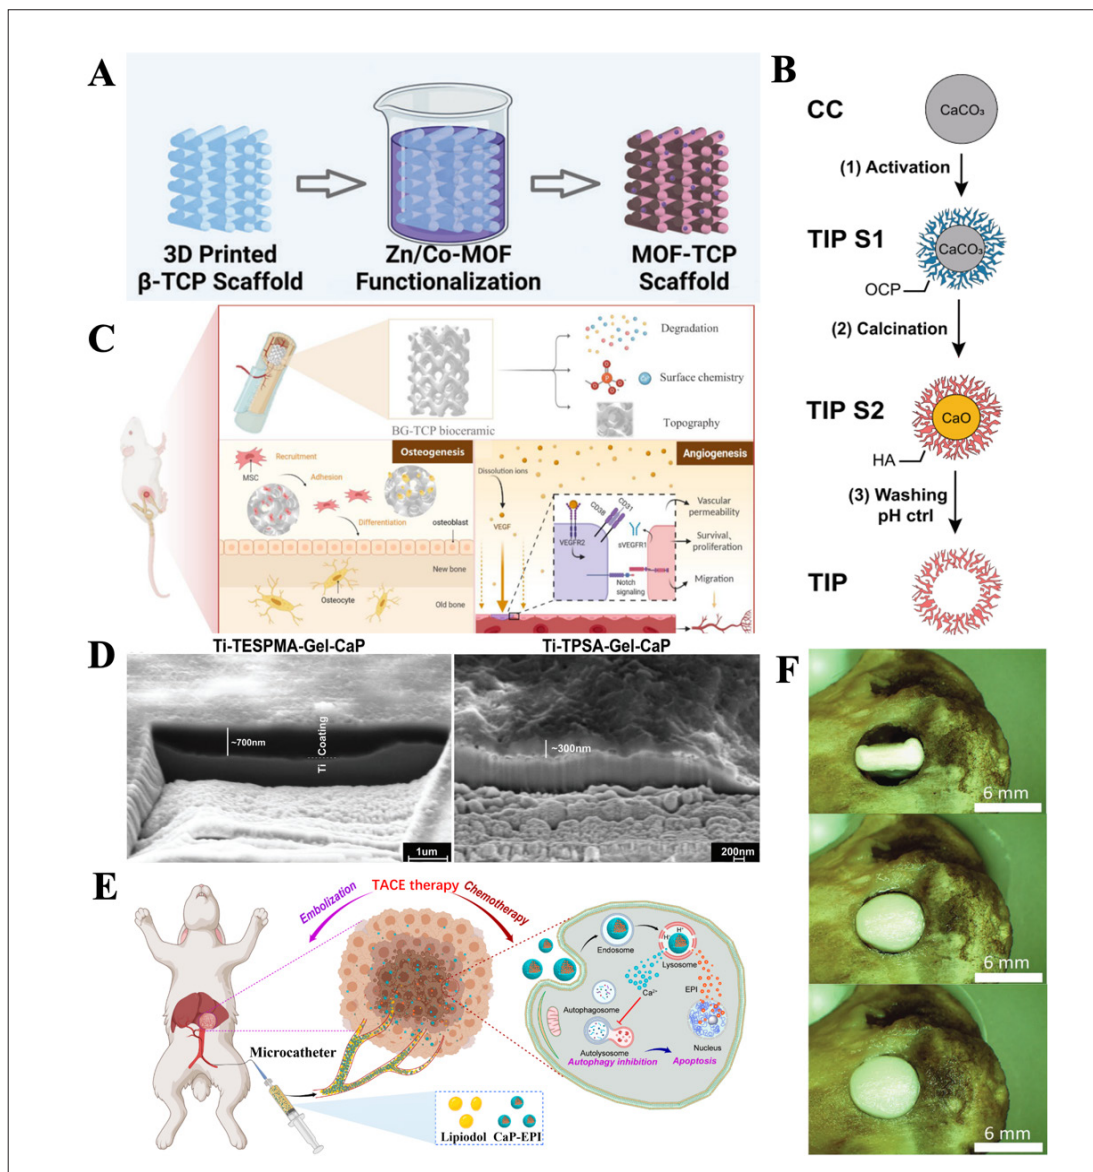 A
3D Printed
β-TCP Scaffold
Zn/Co-MOF
Functionalization
MOF-TCP
Scaffold
B
CC
CaCO₃
(1) Activation
TIP S1
CaCO₃
OCP
(2) Calcination
TIP S2
CaO
HA
(3) Washing
pH ctrl
TIP
C
BG-TCP bioceramic
Degradation
P
Surface chemistry
Topography
Osteogenesis
Recruitment
MSC
Adhesion
Differentiation
osteoblast
New bone
Osteocyte
Old bone
Angiogenesis
Dissolution ions
VEGF
CD38
CD31
VEGFR2
sVEGFR1
Notch
signaling
Vascular
permeability
Survival、
proliferation
Migration
D
Ti-TESPMA-Gel-CaP
~700nm
Ti
Coating
1um
Ti-TPSA-Gel-CaP
~300nm
200nm
E
TACE therapy
Embolization
Chemotherapy
Microcatheter
Lipiodol
CaP-EPI
Endosome
H⁺
H⁺
Lysosome
Ca²⁺
EPI
Autophagosome
Autolysosome
Nucleus
Autophagy inhibition
Apoptosis
F
6 mm
6 mm
6 mm